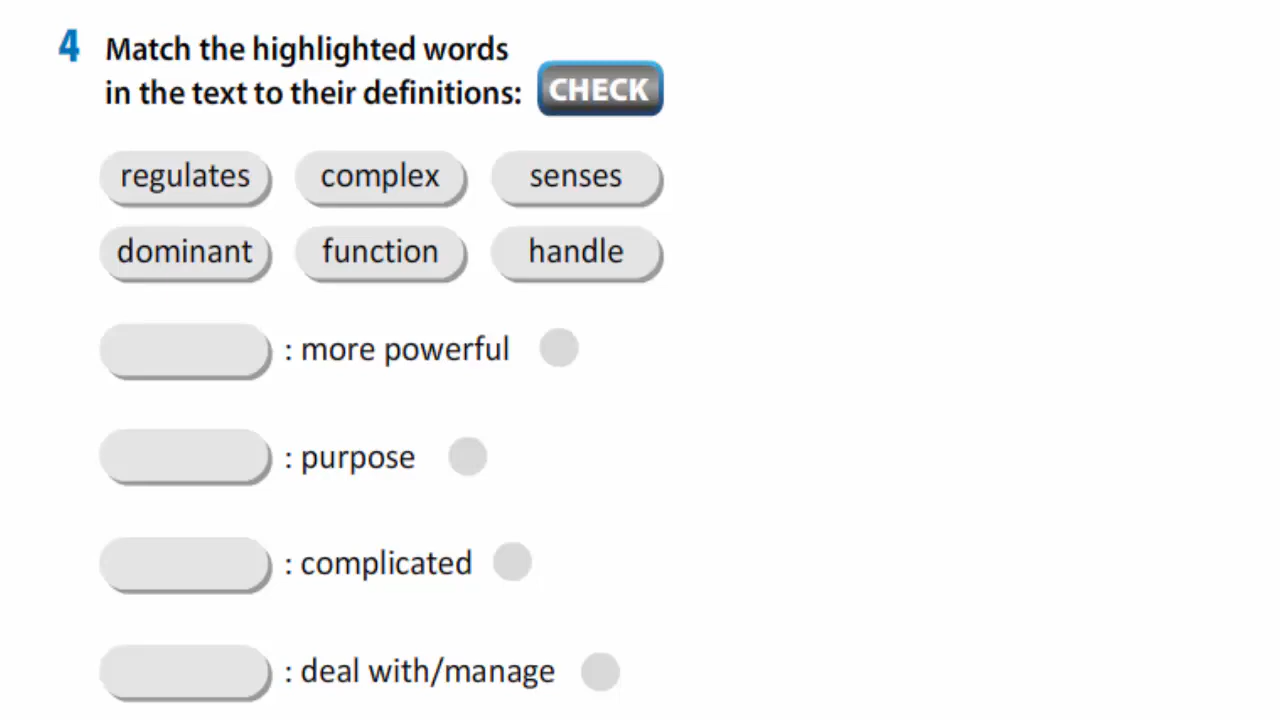 4 Match the highlighted words
in the text to their definitions: CHECK
regulates complex senses
dominant function handle
: more powerful
: purpose
: complicated
: deal with/manage